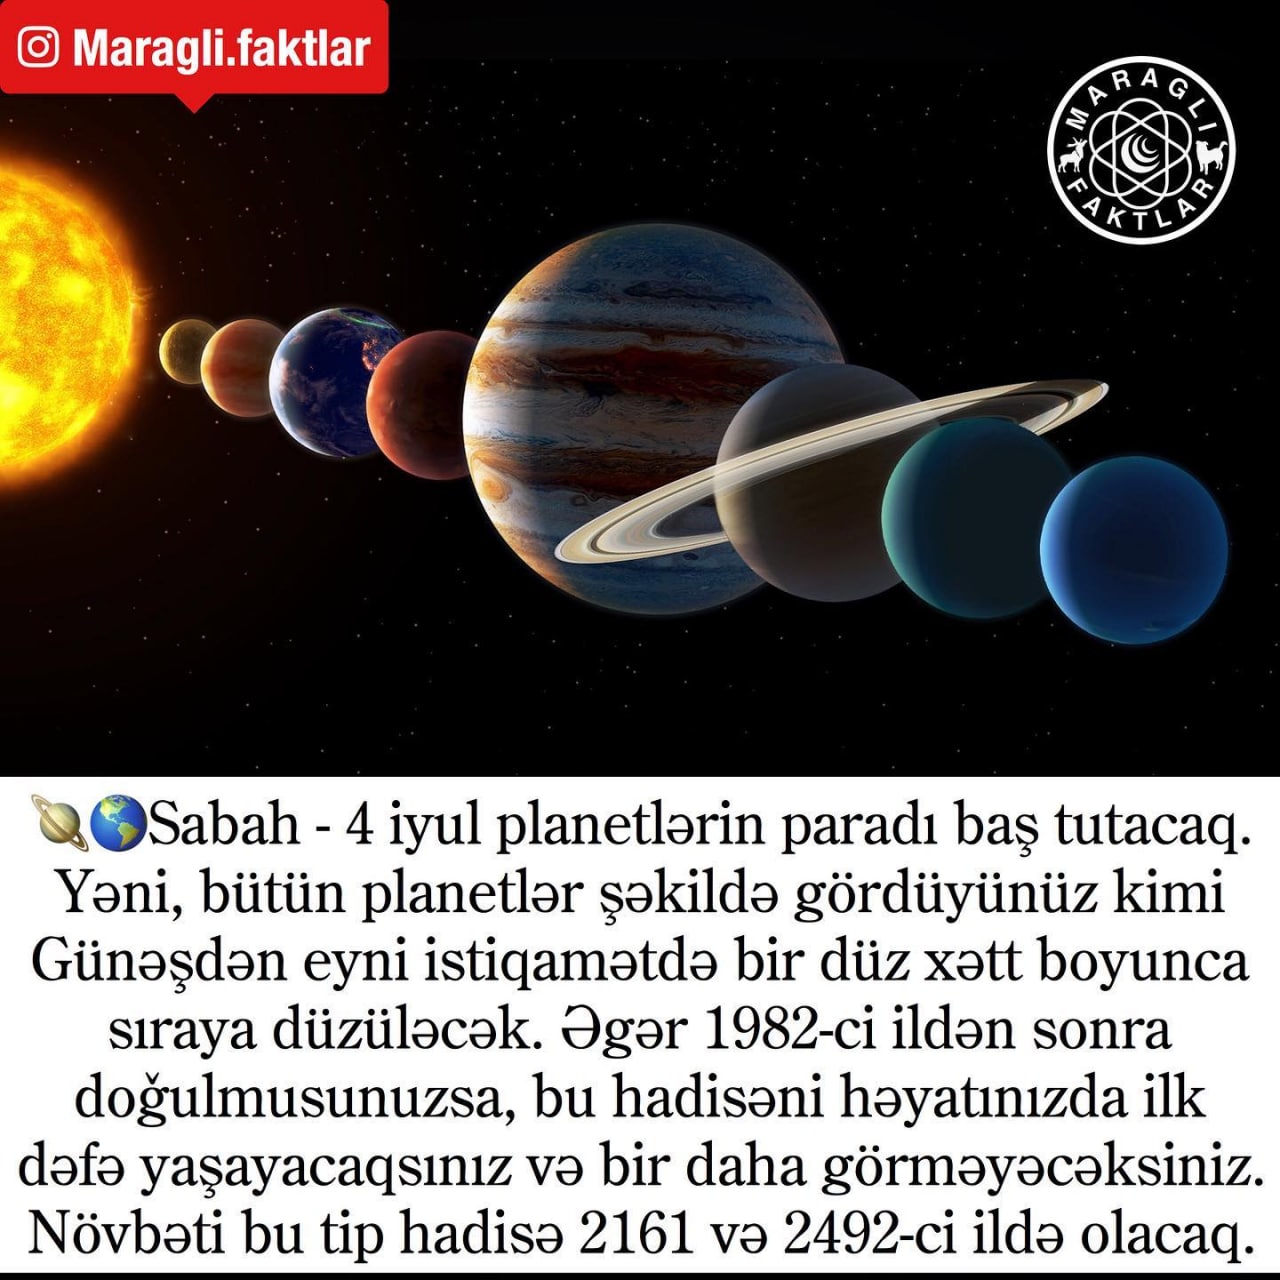 Maragli.faktlar
MARAGLI
FAKTLAR
🪐🌎Sabah - 4 iyul planetlərin paradı baş tutacaq.
Yəni, bütün planetlər şəkildə gördüyünüz kimi
Günəşdən eyni istiqamətdə bir düz xətt boyunca
sıraya düzüləcək. Əgər 1982-ci ildən sonra
doğulmusunuzsa, bu hadisəni həyatınızda ilk
dəfə yaşayacaqsınız və bir daha görməyəcəksiniz.
Növbəti bu tip hadisə 2161 və 2492-ci ildə olacaq.